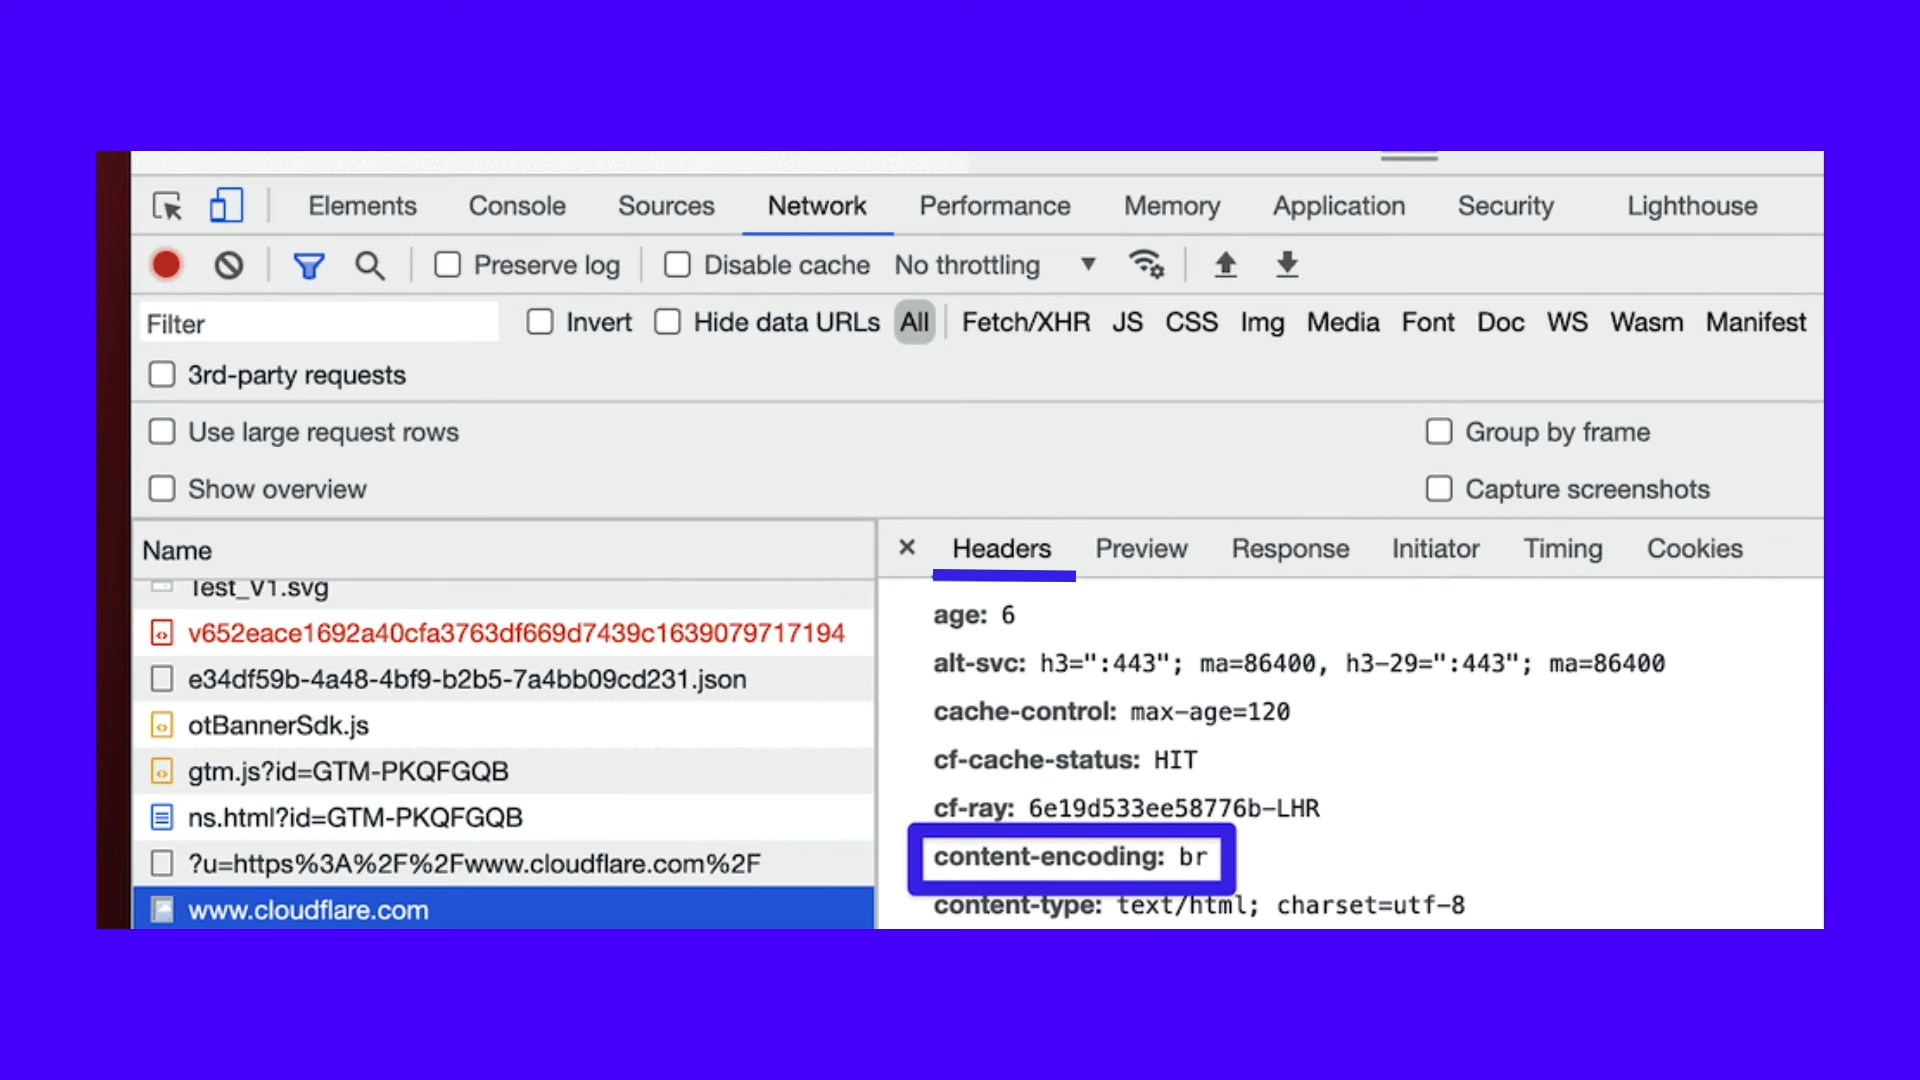 Elements Console Sources Network Performance Memory Application Security Lighthouse
Preserve log Disable cache No throttling
Filter Invert Hide data URLs All Fetch/XHR JS CSS Img Media Font Doc WS Wasm Manifest
3rd-party requests
Use large request rows Group by frame
Show overview Capture screenshots
Name
Test_V1.svg
v652eace1692a40cfa3763df669d7439c1639079717194
e34df59b-4a48-4bf9-b2b5-7a4bb09cd231.json
otBannerSdk.js
gtm.js?id=GTM-PKQFGQB
ns.html?id=GTM-PKQFGQB
?u=https%3A%2F%2Fwww.cloudflare.com%2F
www.cloudflare.com
Headers Preview Response Initiator Timing Cookies
age: 6
alt-svc: h3=":443"; ma=86400, h3-29=":443"; ma=86400
cache-control: max-age=120
cf-cache-status: HIT
cf-ray: 6e19d533ee58776b-LHR
content-encoding: br
content-type: text/html; charset=utf-8